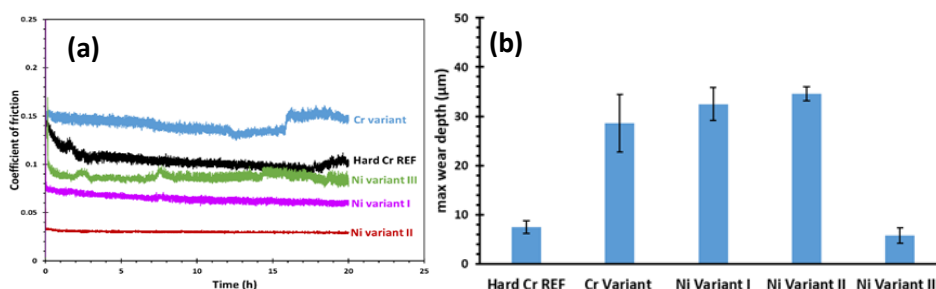 (a)
Coefficient of friction
0.25
0.2
0.15
0.1
0.05
0
0 5 10 15 20 25
Time (h)
Cr variant
Hard Cr REF
Ni variant III
Ni variant I
Ni variant II
(b)
max wear depth (µm)
50
40
30
20
10
0
Hard Cr REF Cr Variant Ni Variant I Ni Variant II Ni Variant II